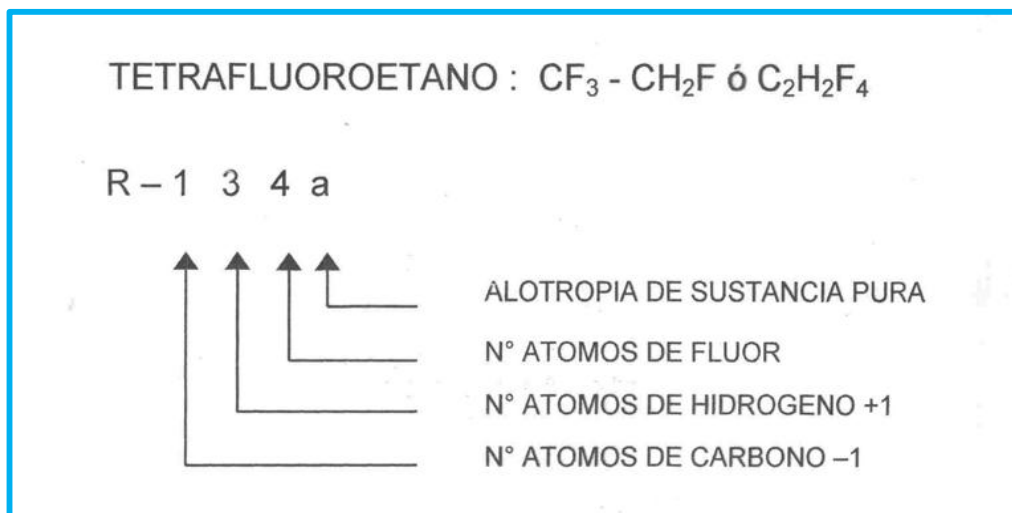 TETRAFLUOROETANO : CF₃ - CH₂F ó C₂H₂F₄
R – 1 3 4 a
ALOTROPIA DE SUSTANCIA PURA
N° ATOMOS DE FLUOR
N° ATOMOS DE HIDROGENO +1
N° ATOMOS DE CARBONO –1